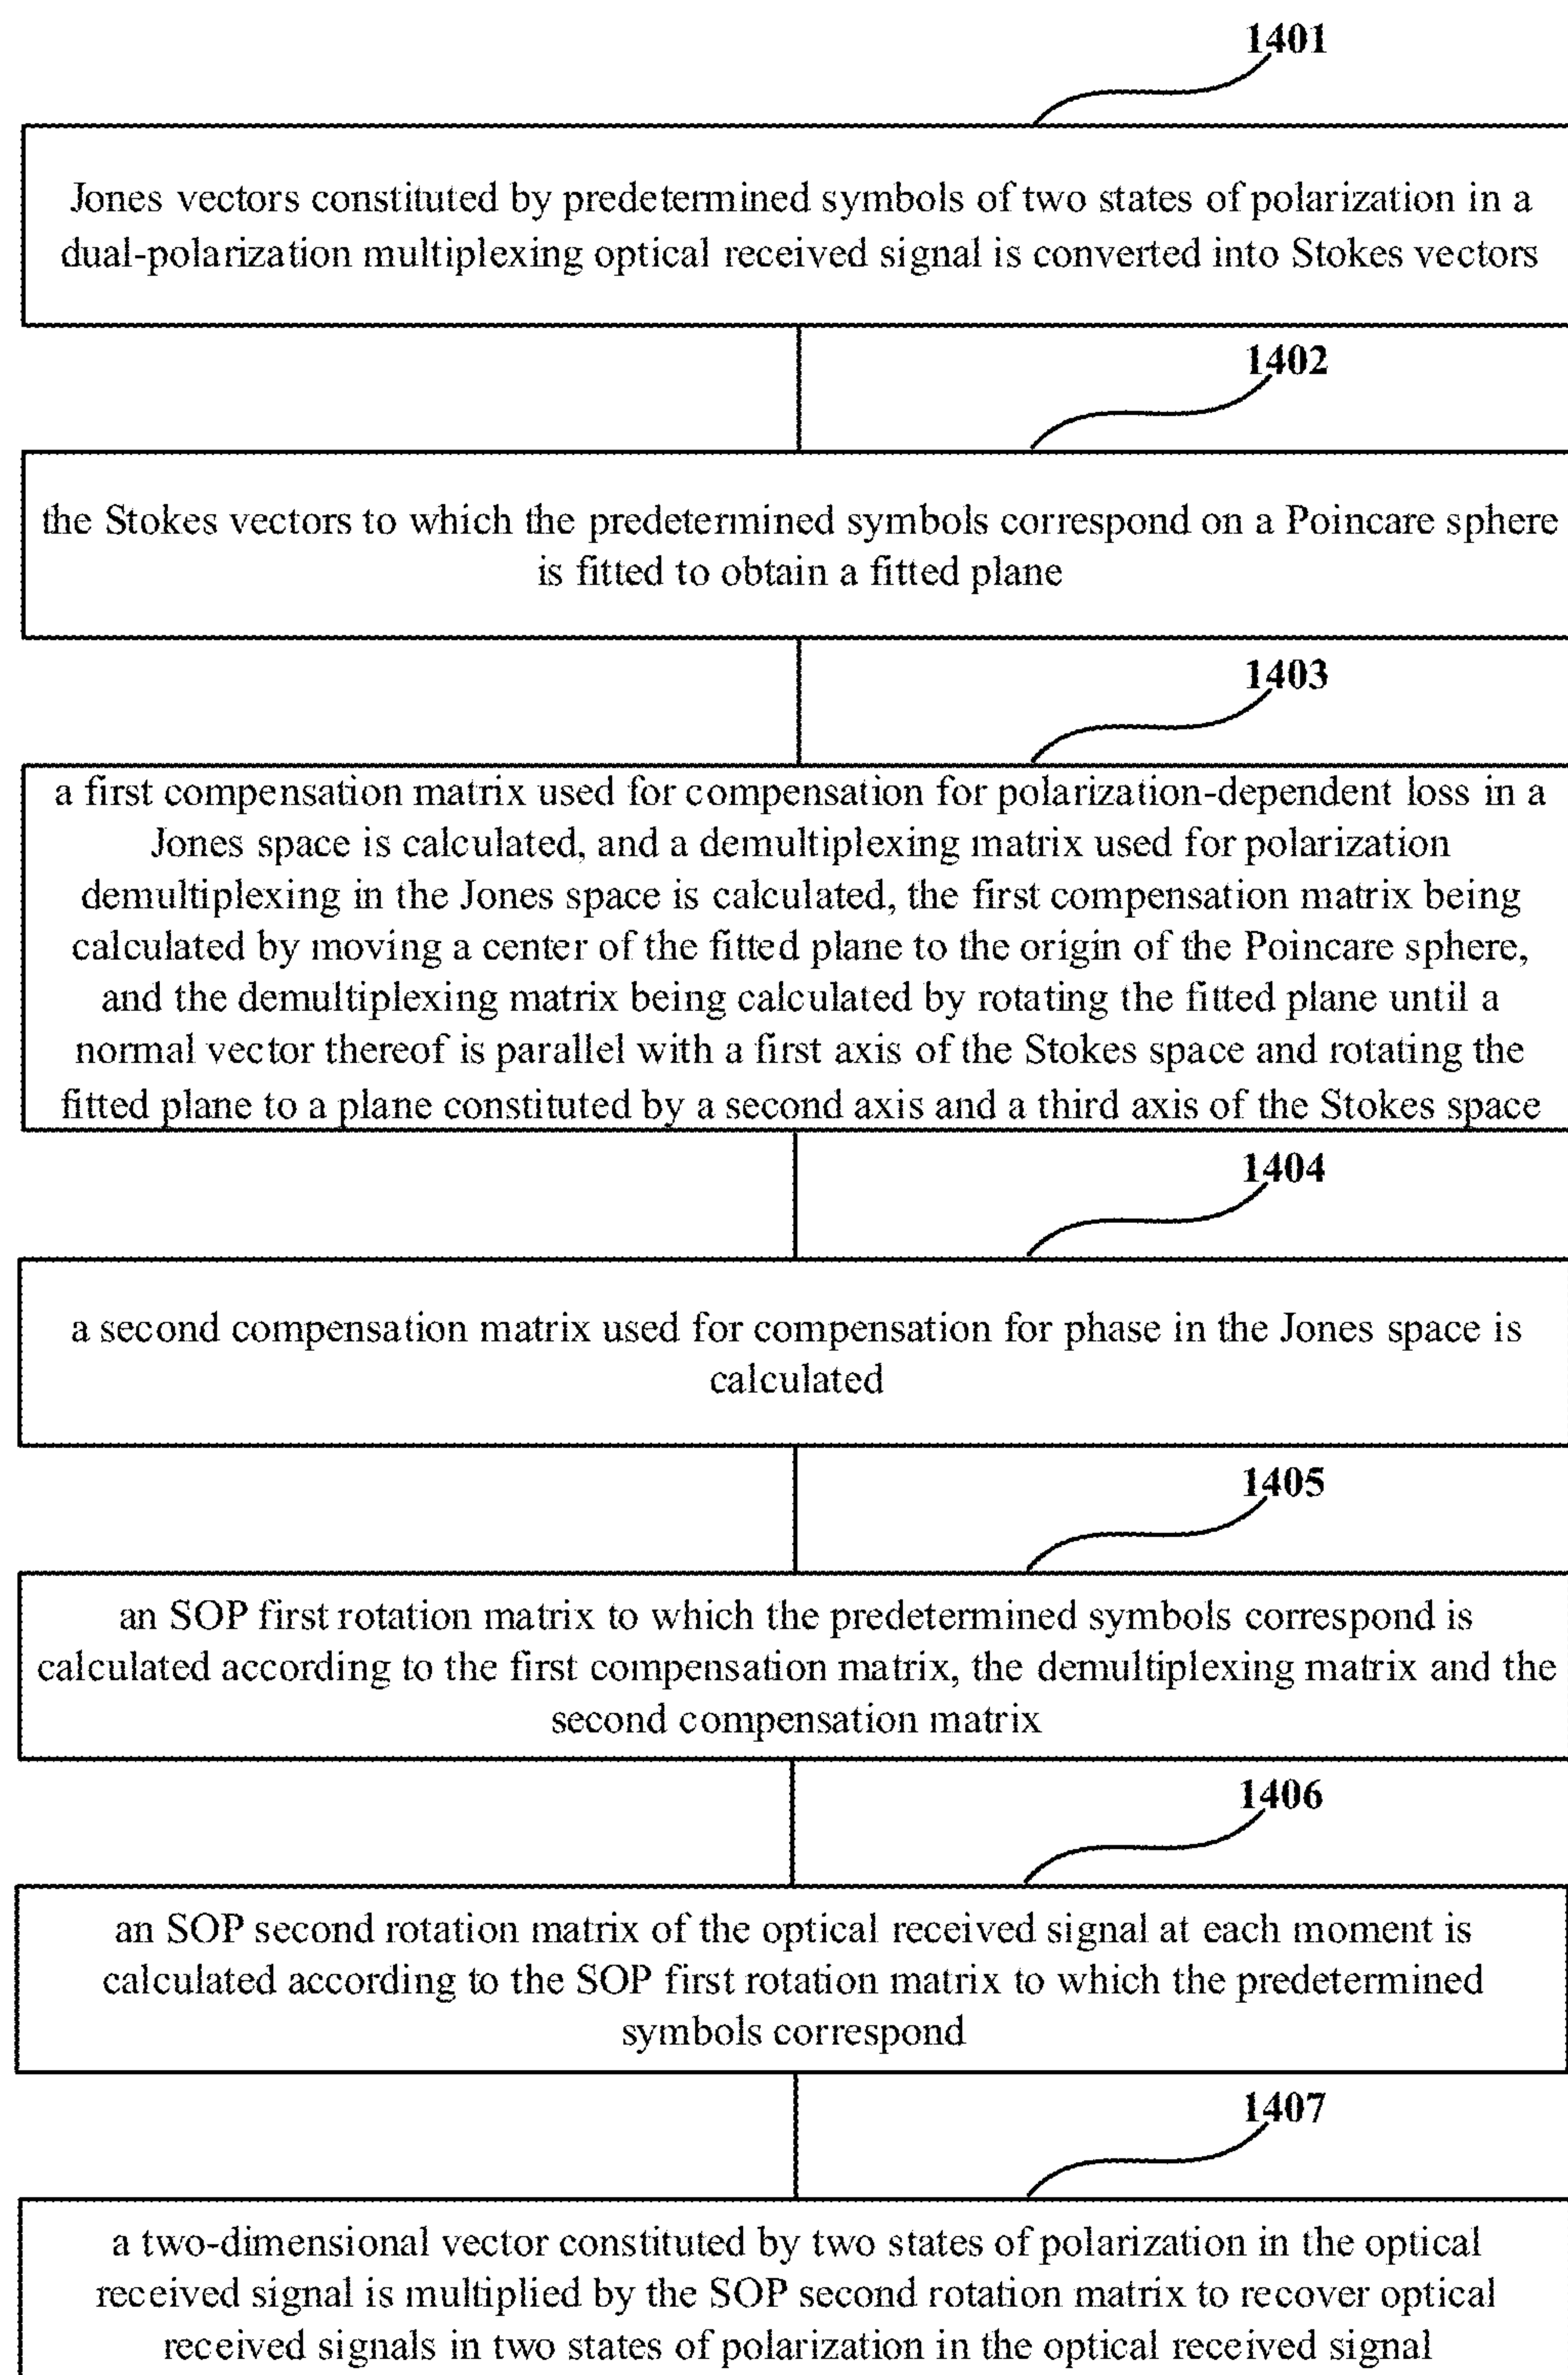 1401
Jones vectors constituted by predetermined symbols of two states of polarization in a
dual-polarization multiplexing optical received signal is converted into Stokes vectors
1402
the Stokes vectors to which the predetermined symbols correspond on a Poincare sphere
is fitted to obtain a fitted plane
1403
a first compensation matrix used for compensation for polarization-dependent loss in a
Jones space is calculated, and a demultiplexing matrix used for polarization
demultiplexing in the Jones space is calculated, the first compensation matrix being
calculated by moving a center of the fitted plane to the origin of the Poincare sphere,
and the demultiplexing matrix being calculated by rotating the fitted plane until a
normal vector thereof is parallel with a first axis of the Stokes space and rotating the
fitted plane to a plane constituted by a second axis and a third axis of the Stokes space
1404
a second compensation matrix used for compensation for phase in the Jones space is
calculated
1405
an SOP first rotation matrix to which the predetermined symbols correspond is
calculated according to the first compensation matrix, the demultiplexing matrix and the
second compensation matrix
1406
an SOP second rotation matrix of the optical received signal at each moment is
calculated according to the SOP first rotation matrix to which the predetermined
symbols correspond
1407
a two-dimensional vector constituted by two states of polarization in the optical
received signal is multiplied by the SOP second rotation matrix to recover optical
received signals in two states of polarization in the optical received signal